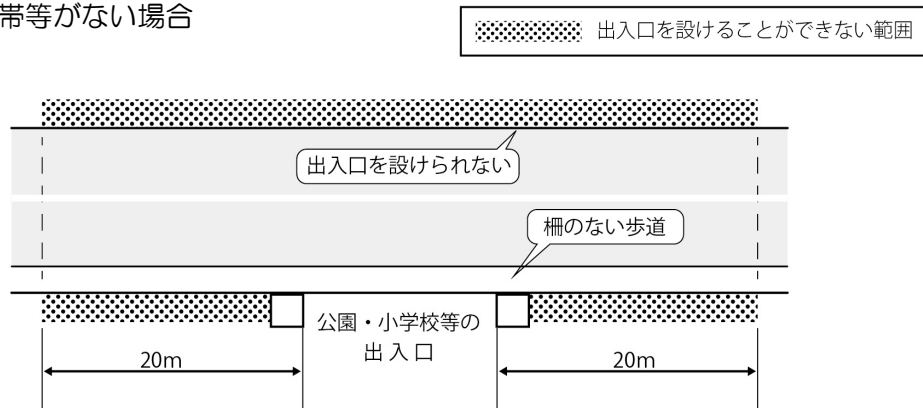 帯等がない場合
出入口を設けることができない範囲
出入口を設けられない
柵のない歩道
公園・小学校等の
出入口
20m
20m